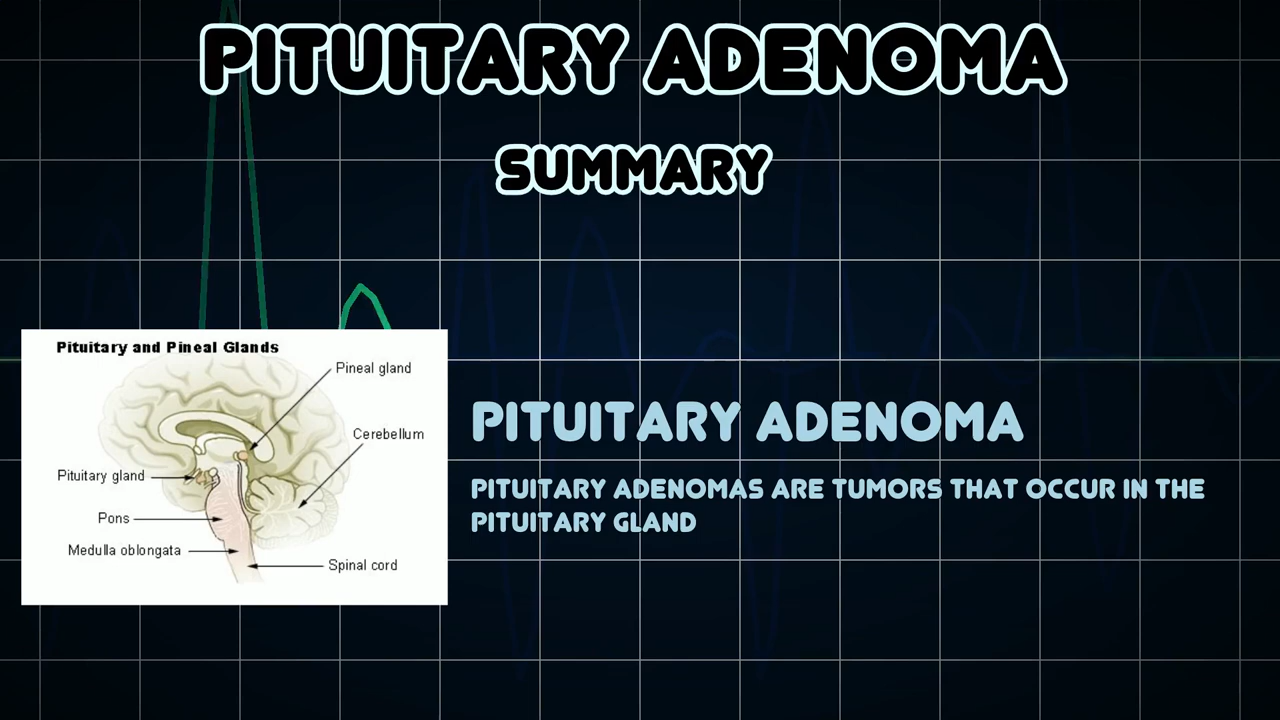 PITUITARY ADENOMA
SUMMARY
Pituitary and Pineal Glands
Pineal gland
Cerebellum
Pituitary gland
Pons
Medulla oblongata
Spinal cord
PITUITARY ADENOMA
PITUITARY ADENOMAS ARE TUMORS THAT OCCUR IN THE
PITUITARY GLAND